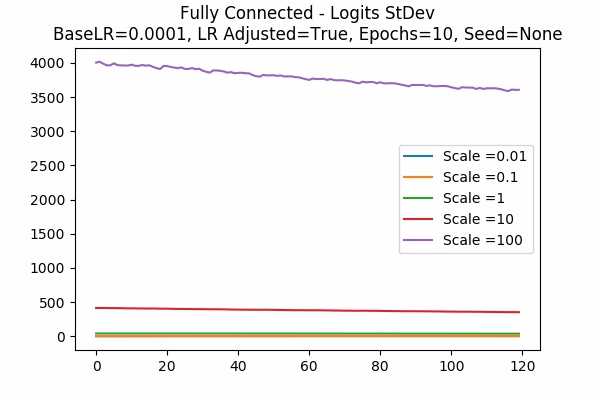 Fully Connected - Logits StDev
BaseLR=0.0001, LR Adjusted=True, Epochs=10, Seed=None
4000
3500
3000
2500
2000
1500
1000
500
0
Scale =0.01
Scale =0.1
Scale =1
Scale =10
Scale =100
0 20 40 60 80 100 120